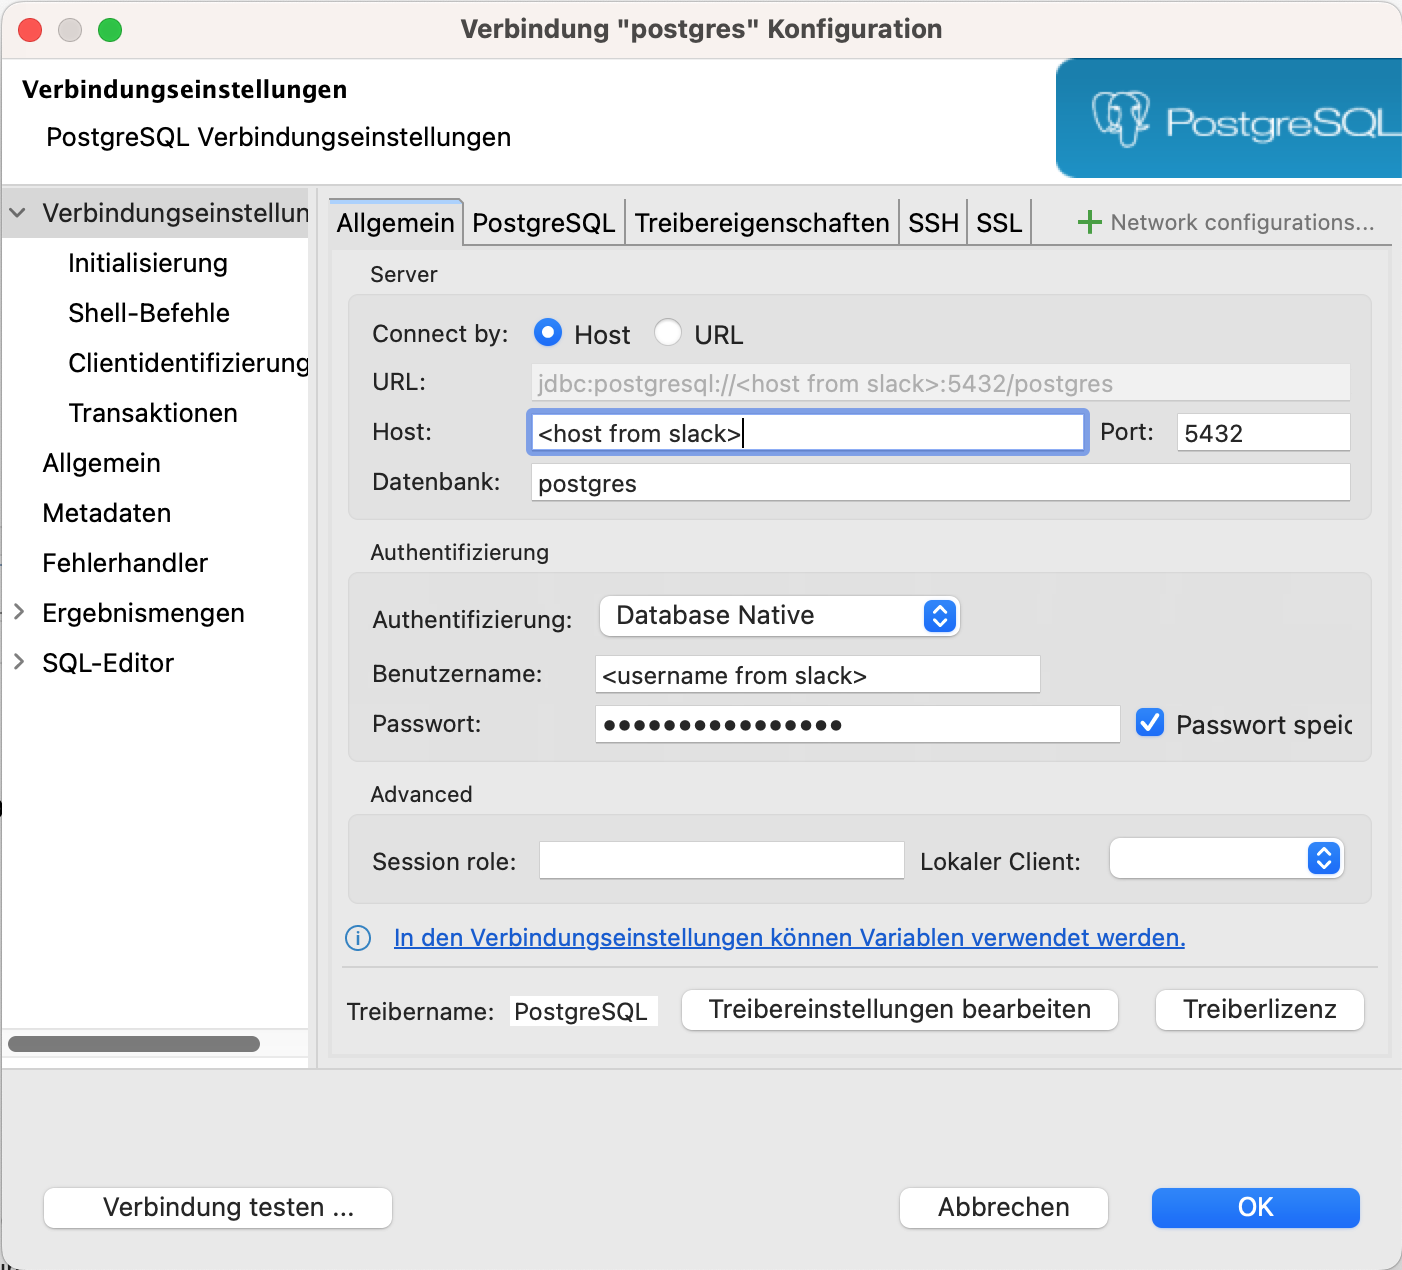 Verbindung "postgres" Konfiguration
Verbindungseinstellungen
PostgreSQL Verbindungseinstellungen
PostgreSQL
Verbindungseinstellun
Initialisierung
Shell-Befehle
Clientidentifizierung
Transaktionen
Allgemein
Metadaten
Fehlerhandler
Ergebnismengen
SQL-Editor
Allgemein PostgreSQL Treibereigenschaften SSH SSL Network configurations...
Server
Connect by: Host URL
URL: jdbc:postgresql://<host from slack>:5432/postgres
Host: <host from slack> Port: 5432
Datenbank: postgres
Authentifizierung
Authentifizierung: Database Native
Benutzername: <username from slack>
Passwort: •••••••••••••••• Passwort speic
Advanced
Session role: Lokaler Client:
In den Verbindungseinstellungen können Variablen verwendet werden.
Treibername: PostgreSQL Treibereinstellungen bearbeiten Treiberlizenz
Verbindung testen ... Abbrechen OK